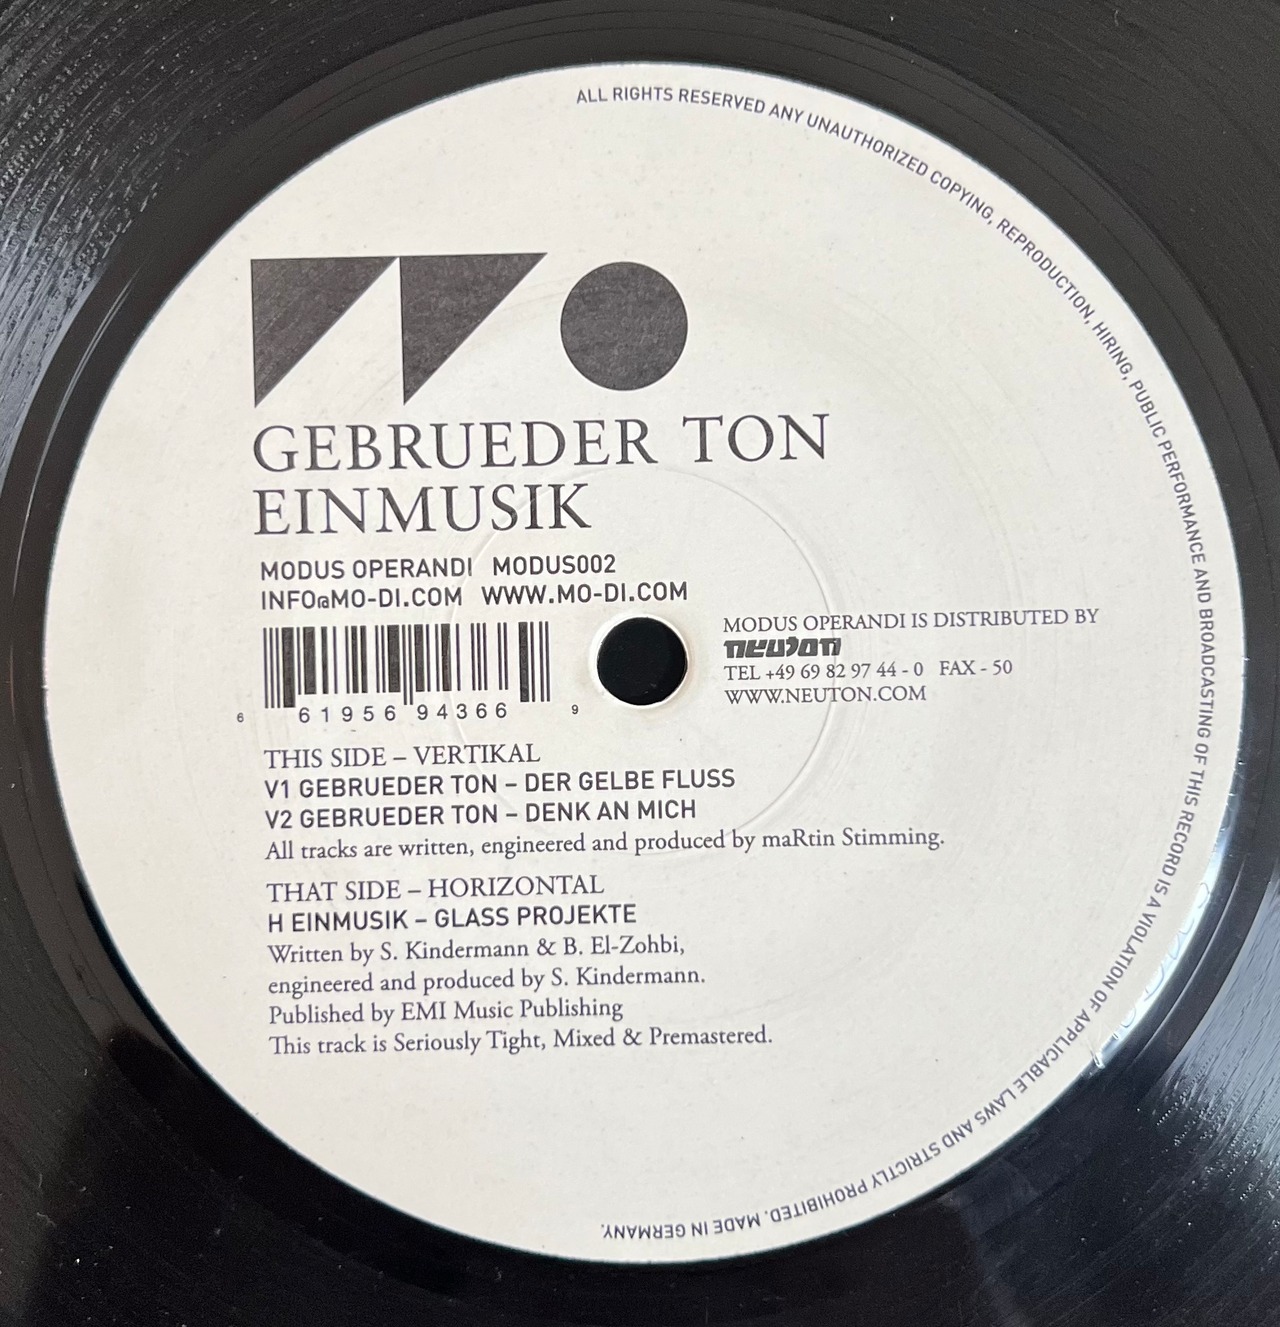 ALL RIGHTS RESERVED ANY UNAUTHORIZED COPYING, REPRODUCTION, HIRING, PUBLIC PERFORMANCE AND BROADCASTING OF THIS RECORD IS A VIOLATION OF APPLICABLE LAWS AND STRICTLY PROHIBITED. MADE IN GERMANY.
GEBRUEDER TON
EINMUSIK
MODUS OPERANDI MODUS002
INFO@MO-DI.COM WWW.MO-DI.COM
6 61956 94366 9
MODUS OPERANDI IS DISTRIBUTED BY
neuton
TEL +49 69 82 97 44 - 0 FAX - 50
WWW.NEUTON.COM
THIS SIDE – VERTIKAL
V1 GEBRUEDER TON – DER GELBE FLUSS
V2 GEBRUEDER TON – DENK AN MICH
All tracks are written, engineered and produced by maRtin Stimming.
THAT SIDE – HORIZONTAL
H EINMUSIK – GLASS PROJEKTE
Written by S. Kindermann & B. El-Zohbi,
engineered and produced by S. Kindermann.
Published by EMI Music Publishing
This track is Seriously Tight, Mixed & Premastered.